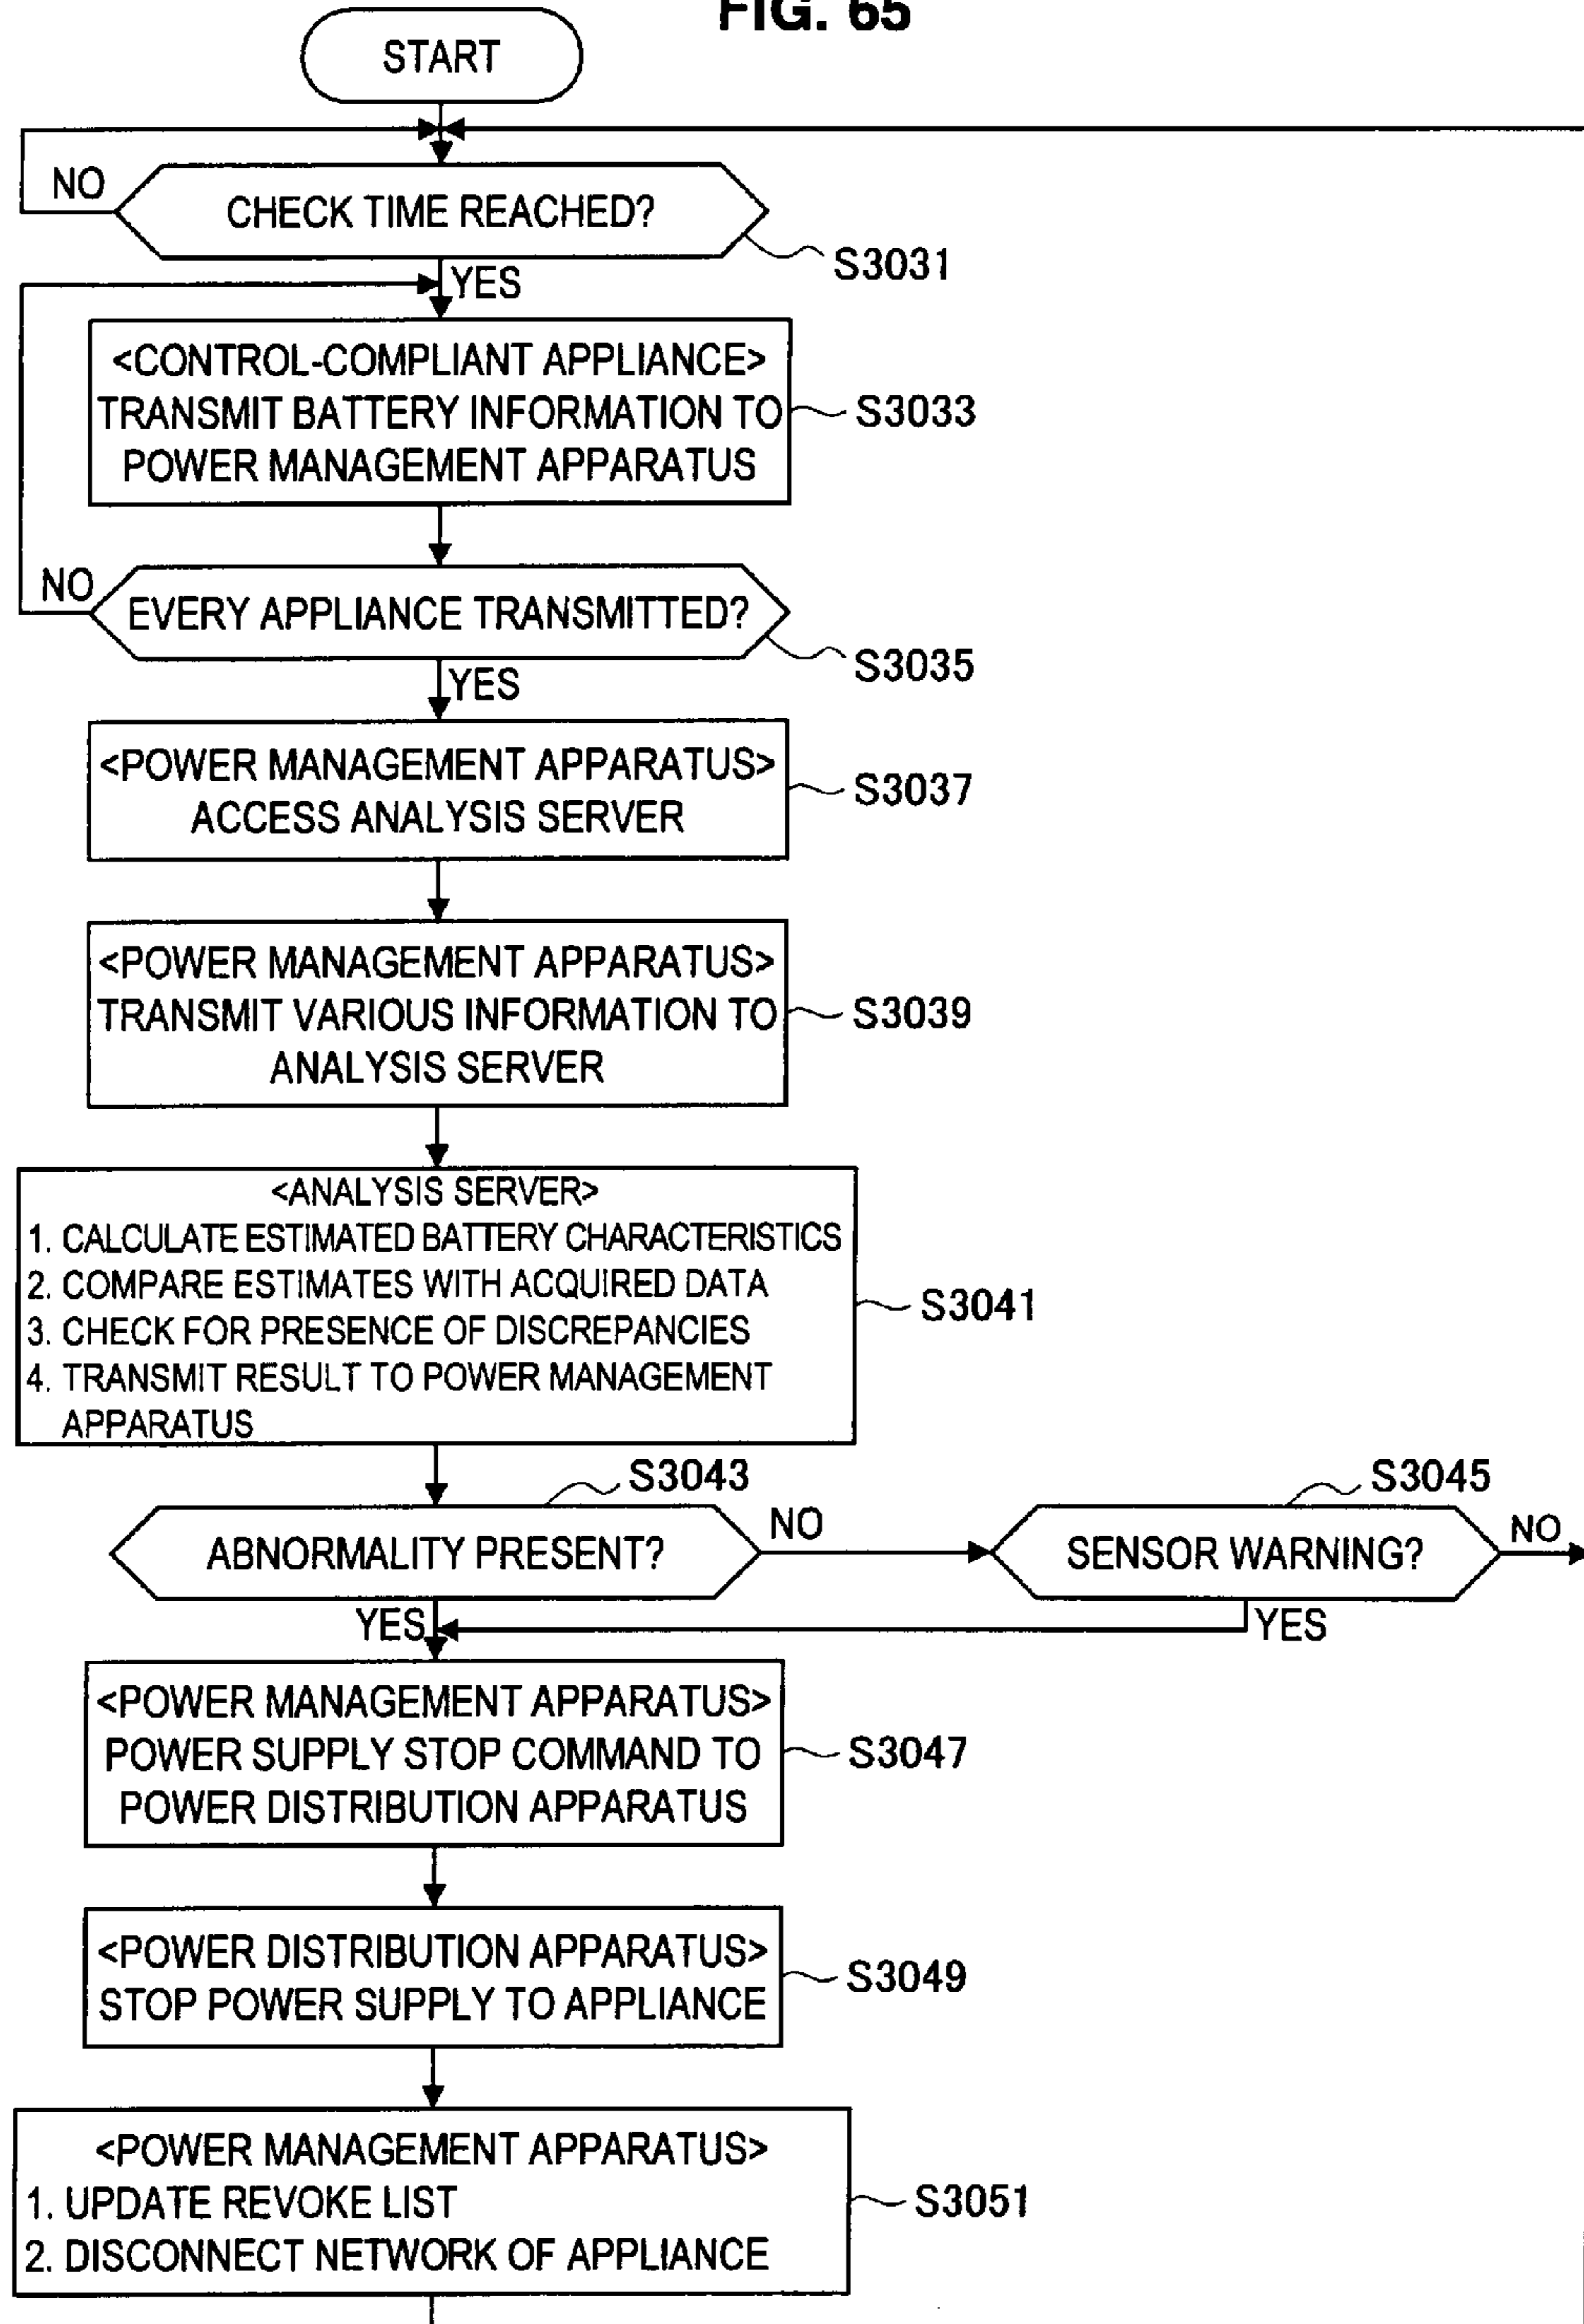 FIG. 65
START
NO
CHECK TIME REACHED?
S3031
YES
<CONTROL-COMPLIANT APPLIANCE>
TRANSMIT BATTERY INFORMATION TO
POWER MANAGEMENT APPARATUS
S3033
NO
EVERY APPLIANCE TRANSMITTED?
S3035
YES
<POWER MANAGEMENT APPARATUS>
ACCESS ANALYSIS SERVER
S3037
<POWER MANAGEMENT APPARATUS>
TRANSMIT VARIOUS INFORMATION TO
ANALYSIS SERVER
S3039
<ANALYSIS SERVER>
1. CALCULATE ESTIMATED BATTERY CHARACTERISTICS
2. COMPARE ESTIMATES WITH ACQUIRED DATA
3. CHECK FOR PRESENCE OF DISCREPANCIES
4. TRANSMIT RESULT TO POWER MANAGEMENT
APPARATUS
S3041
S3043
ABNORMALITY PRESENT?
NO
S3045
SENSOR WARNING?
NO
YES
YES
<POWER MANAGEMENT APPARATUS>
POWER SUPPLY STOP COMMAND TO
POWER DISTRIBUTION APPARATUS
S3047
<POWER DISTRIBUTION APPARATUS>
STOP POWER SUPPLY TO APPLIANCE
S3049
<POWER MANAGEMENT APPARATUS>
1. UPDATE REVOKE LIST
2. DISCONNECT NETWORK OF APPLIANCE
S3051